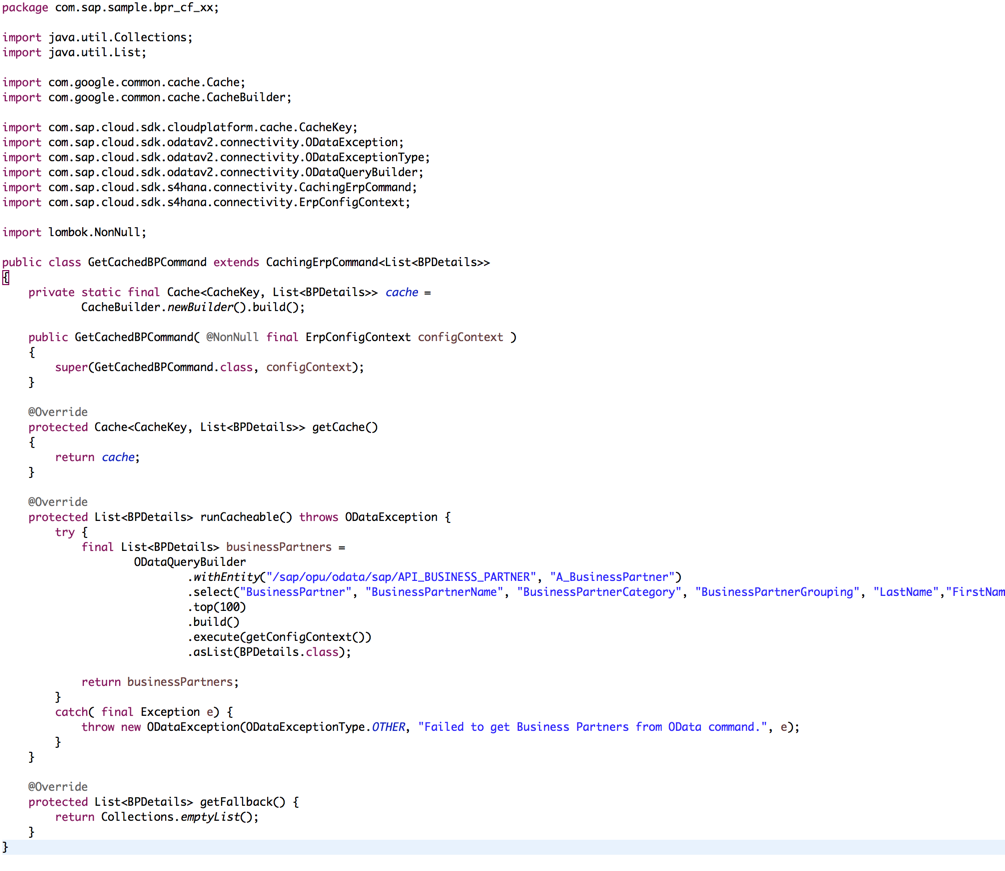 package com.sap.sample.bpr_cf_xx;
import java.util.Collections;
import java.util.List;
import com.google.common.cache.Cache;
import com.google.common.cache.CacheBuilder;
import com.sap.cloud.sdk.cloudplatform.cache.CacheKey;
import com.sap.cloud.sdk.odatav2.connectivity.ODataException;
import com.sap.cloud.sdk.odatav2.connectivity.ODataExceptionType;
import com.sap.cloud.sdk.odatav2.connectivity.ODataQueryBuilder;
import com.sap.cloud.sdk.s4hana.connectivity.CachingErpCommand;
import com.sap.cloud.sdk.s4hana.connectivity.ErpConfigContext;
import lombok.NonNull;
public class GetCachedBPCommand extends CachingErpCommand<List<BPDetails>>
{
    private static final Cache<CacheKey, List<BPDetails>> cache =
            CacheBuilder.newBuilder().build();
    public GetCachedBPCommand( @NonNull final ErpConfigContext configContext )
    {
        super(GetCachedBPCommand.class, configContext);
    }
    @Override
    protected Cache<CacheKey, List<BPDetails>> getCache()
    {
        return cache;
    }
    @Override
    protected List<BPDetails> runCacheable() throws ODataException {
        try {
            final List<BPDetails> businessPartners =
                    ODataQueryBuilder
                            .withEntity("/sap/opu/odata/sap/API_BUSINESS_PARTNER", "A_BusinessPartner")
                            .select("BusinessPartner", "BusinessPartnerName", "BusinessPartnerCategory", "BusinessPartnerGrouping", "LastName","FirstNam
                            .top(100)
                            .build()
                            .execute(getConfigContext())
                            .asList(BPDetails.class);
            return businessPartners;
        }
        catch( final Exception e) {
            throw new ODataException(ODataExceptionType.OTHER, "Failed to get Business Partners from OData command.", e);
        }
    }
    @Override
    protected List<BPDetails> getFallback() {
        return Collections.emptyList();
    }
}